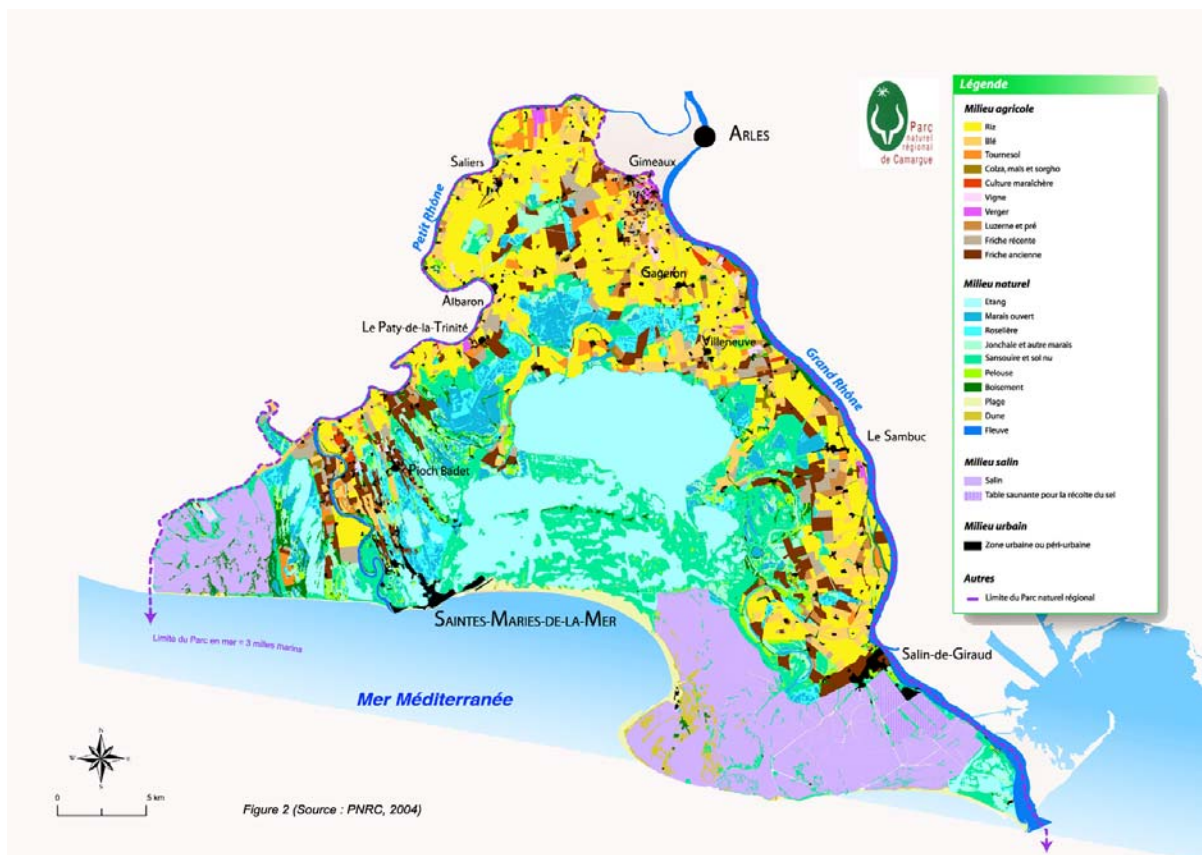 ARLES
Parc
naturel
régional
de Camargue
Saliers
Gimeaux
Petit Rhône
Gageron
Albaron
Le Paty-de-la-Trinité
Villeneuve
Grand Rhône
Le Sambuc
Pioch Badet
SAINTES-MARIES-DE-LA-MER
Salin-de-Giraud
Limite du Parc en mer = 3 milles marins
Mer Méditerranée
N
W
E
S
0 5 km
Figure 2 (Source : PNRC, 2004)
Légende
Milieu agricole
Riz
Blé
Tournesol
Colza, maïs et sorgho
Culture maraîchère
Vigne
Verger
Luzerne et pré
Friche récente
Friche ancienne
Milieu naturel
Etang
Marais ouvert
Roselière
Jonchaie et autre marais
Sansouire et sol nu
Pelouse
Boisement
Plage
Dune
Fleuve
Milieu salin
Salin
Table saunante pour la récolte du sel
Milieu urbain
Zone urbaine ou péri-urbaine
Autres
Limite du Parc naturel régional